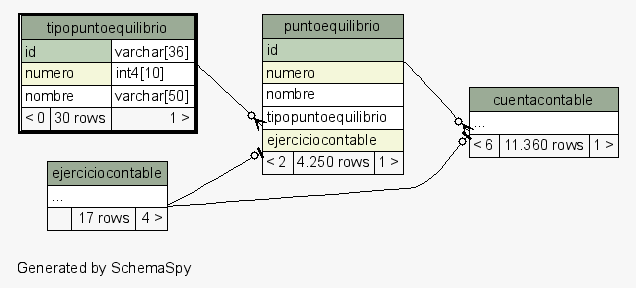 tipopuntoequilibrio
id varchar[36]
numero int4[10]
nombre varchar[50]
< 0 30 rows 1 >
puntoequilibrio
id
numero
nombre
tipopuntoequilibrio
ejerciciocontable
< 2 4.250 rows 1 >
cuentacontable
...
< 6 11.360 rows 1 >
ejerciciocontable
...
17 rows 4 >
Generated by SchemaSpy